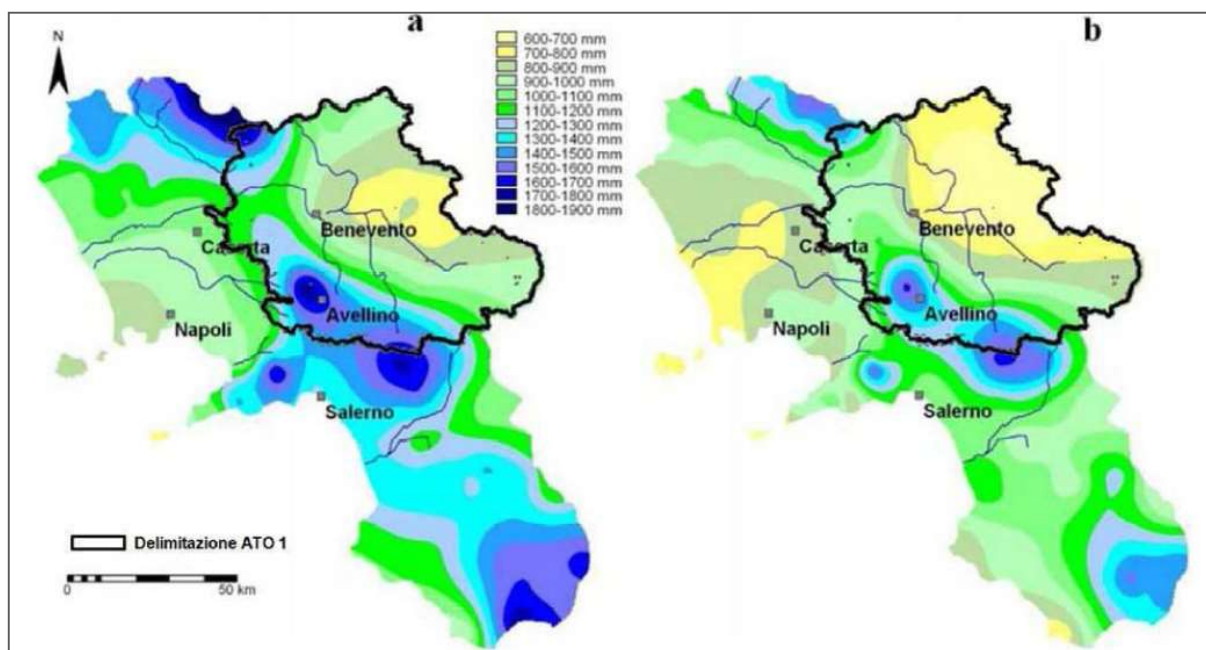 a
b
N
600-700 mm
700-800 mm
800-900 mm
900-1000 mm
1000-1100 mm
1100-1200 mm
1200-1300 mm
1300-1400 mm
1400-1500 mm
1500-1600 mm
1600-1700 mm
1700-1800 mm
1800-1900 mm
Caserta
Benevento
Avellino
Napoli
Salerno
Caserta
Benevento
Avellino
Napoli
Salerno
Delimitazione ATO 1
0 50 km